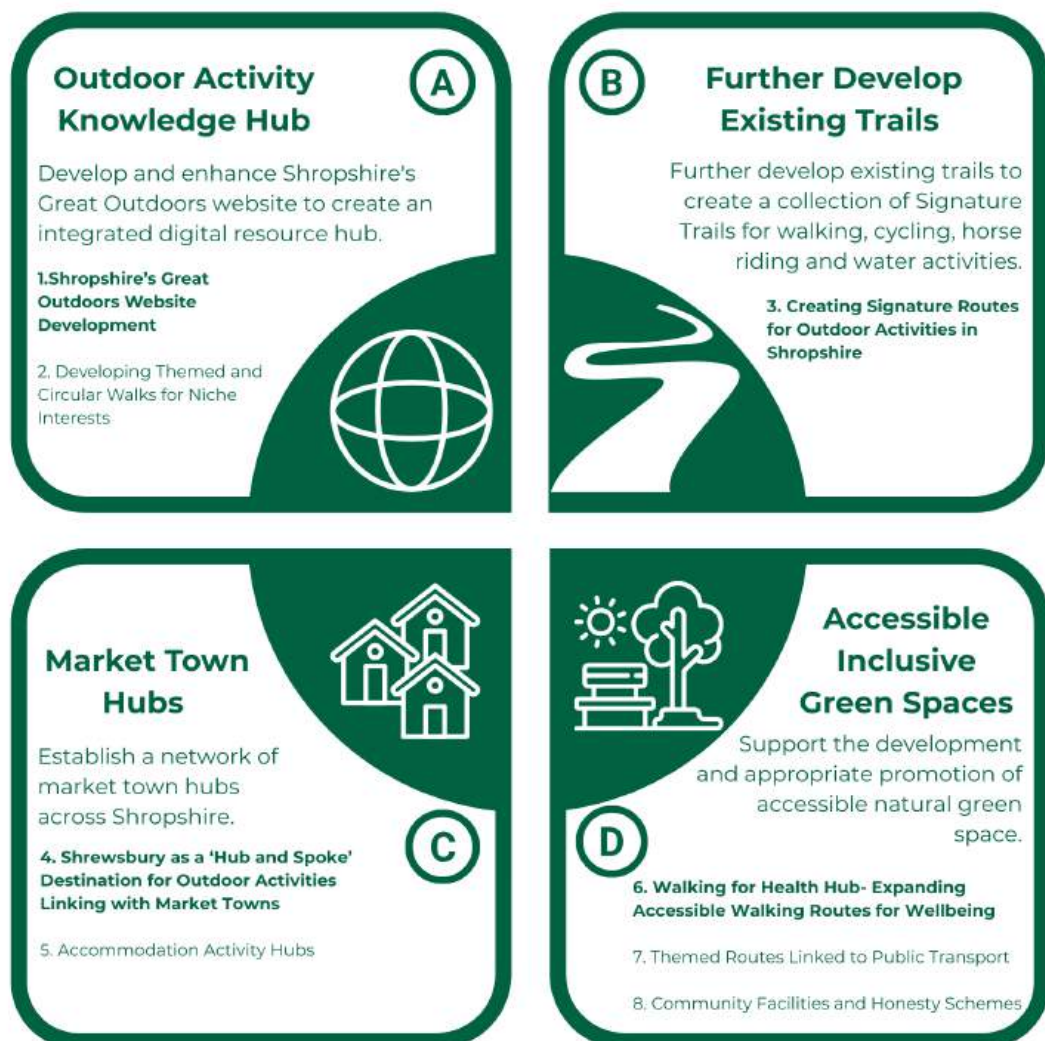 A
Outdoor Activity
Knowledge Hub
Develop and enhance Shropshire's
Great Outdoors website to create an
integrated digital resource hub.
1.Shropshire's Great
Outdoors Website
Development
2. Developing Themed and
Circular Walks for Niche
Interests
B
Further Develop
Existing Trails
Further develop existing trails to
create a collection of Signature
Trails for walking, cycling, horse
riding and water activities.
3. Creating Signature Routes
for Outdoor Activities in
Shropshire
Market Town
Hubs
Establish a network of
market town hubs
across Shropshire.
C
4. Shrewsbury as a ‘Hub and Spoke’
Destination for Outdoor Activities
Linking with Market Towns
5. Accommodation Activity Hubs
Accessible
Inclusive
Green Spaces
Support the development
and appropriate promotion of
accessible natural green
space.
D
6. Walking for Health Hub- Expanding
Accessible Walking Routes for Wellbeing
7. Themed Routes Linked to Public Transport
8. Community Facilities and Honesty Schemes